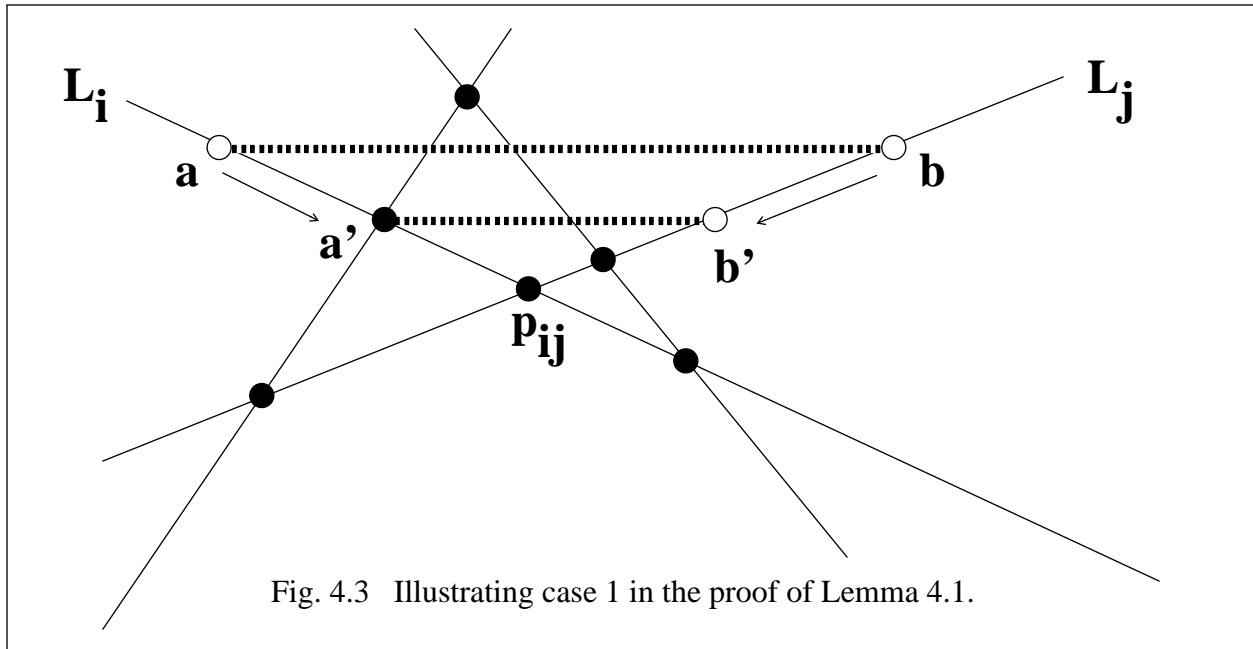 L_i
L_j
a
b
a’
b’
p_ij
Fig. 4.3 Illustrating case 1 in the proof of Lemma 4.1.